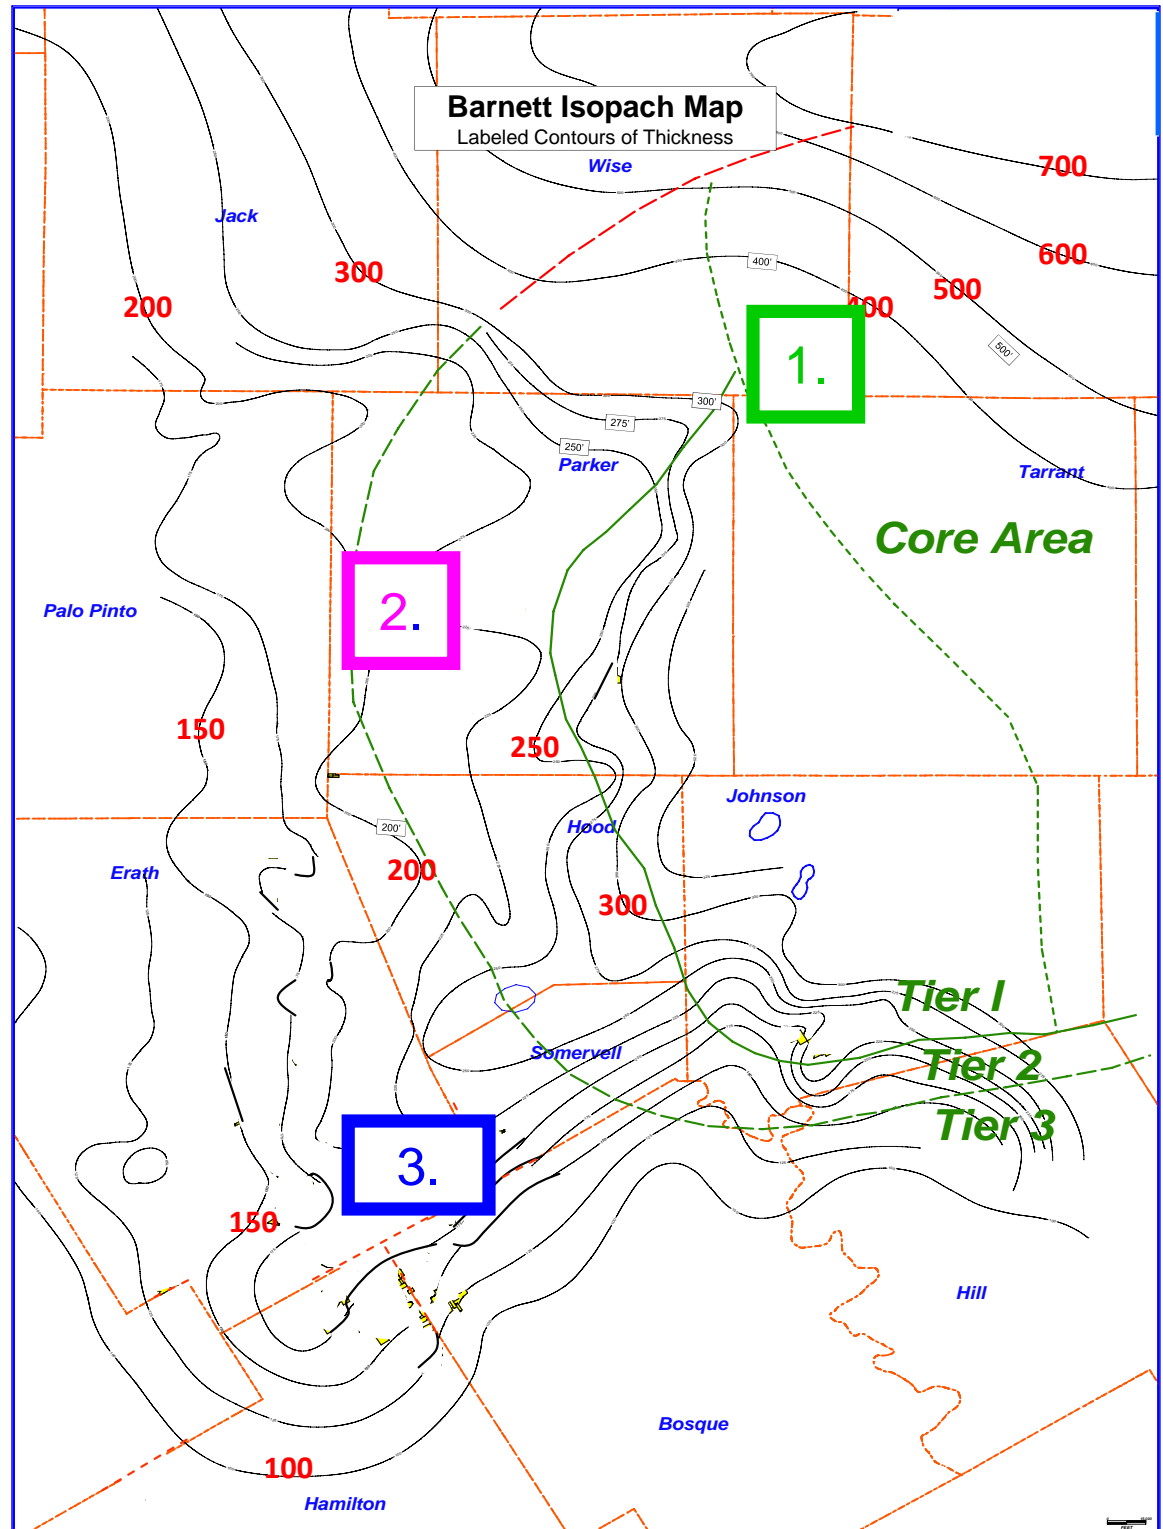 Barnett Isopach Map
Labeled Contours of Thickness
Wise
700
Jack
600
300
400'
500
200
400
500'
1.
300'
275'
250'
Parker
Tarrant
Core Area
2.
Palo Pinto
150
250
Johnson
200'
Hood
200
Erath
300
Tier I
Somervell
Tier 2
Tier 3
3.
150
Hill
Bosque
100
Hamilton
FEET